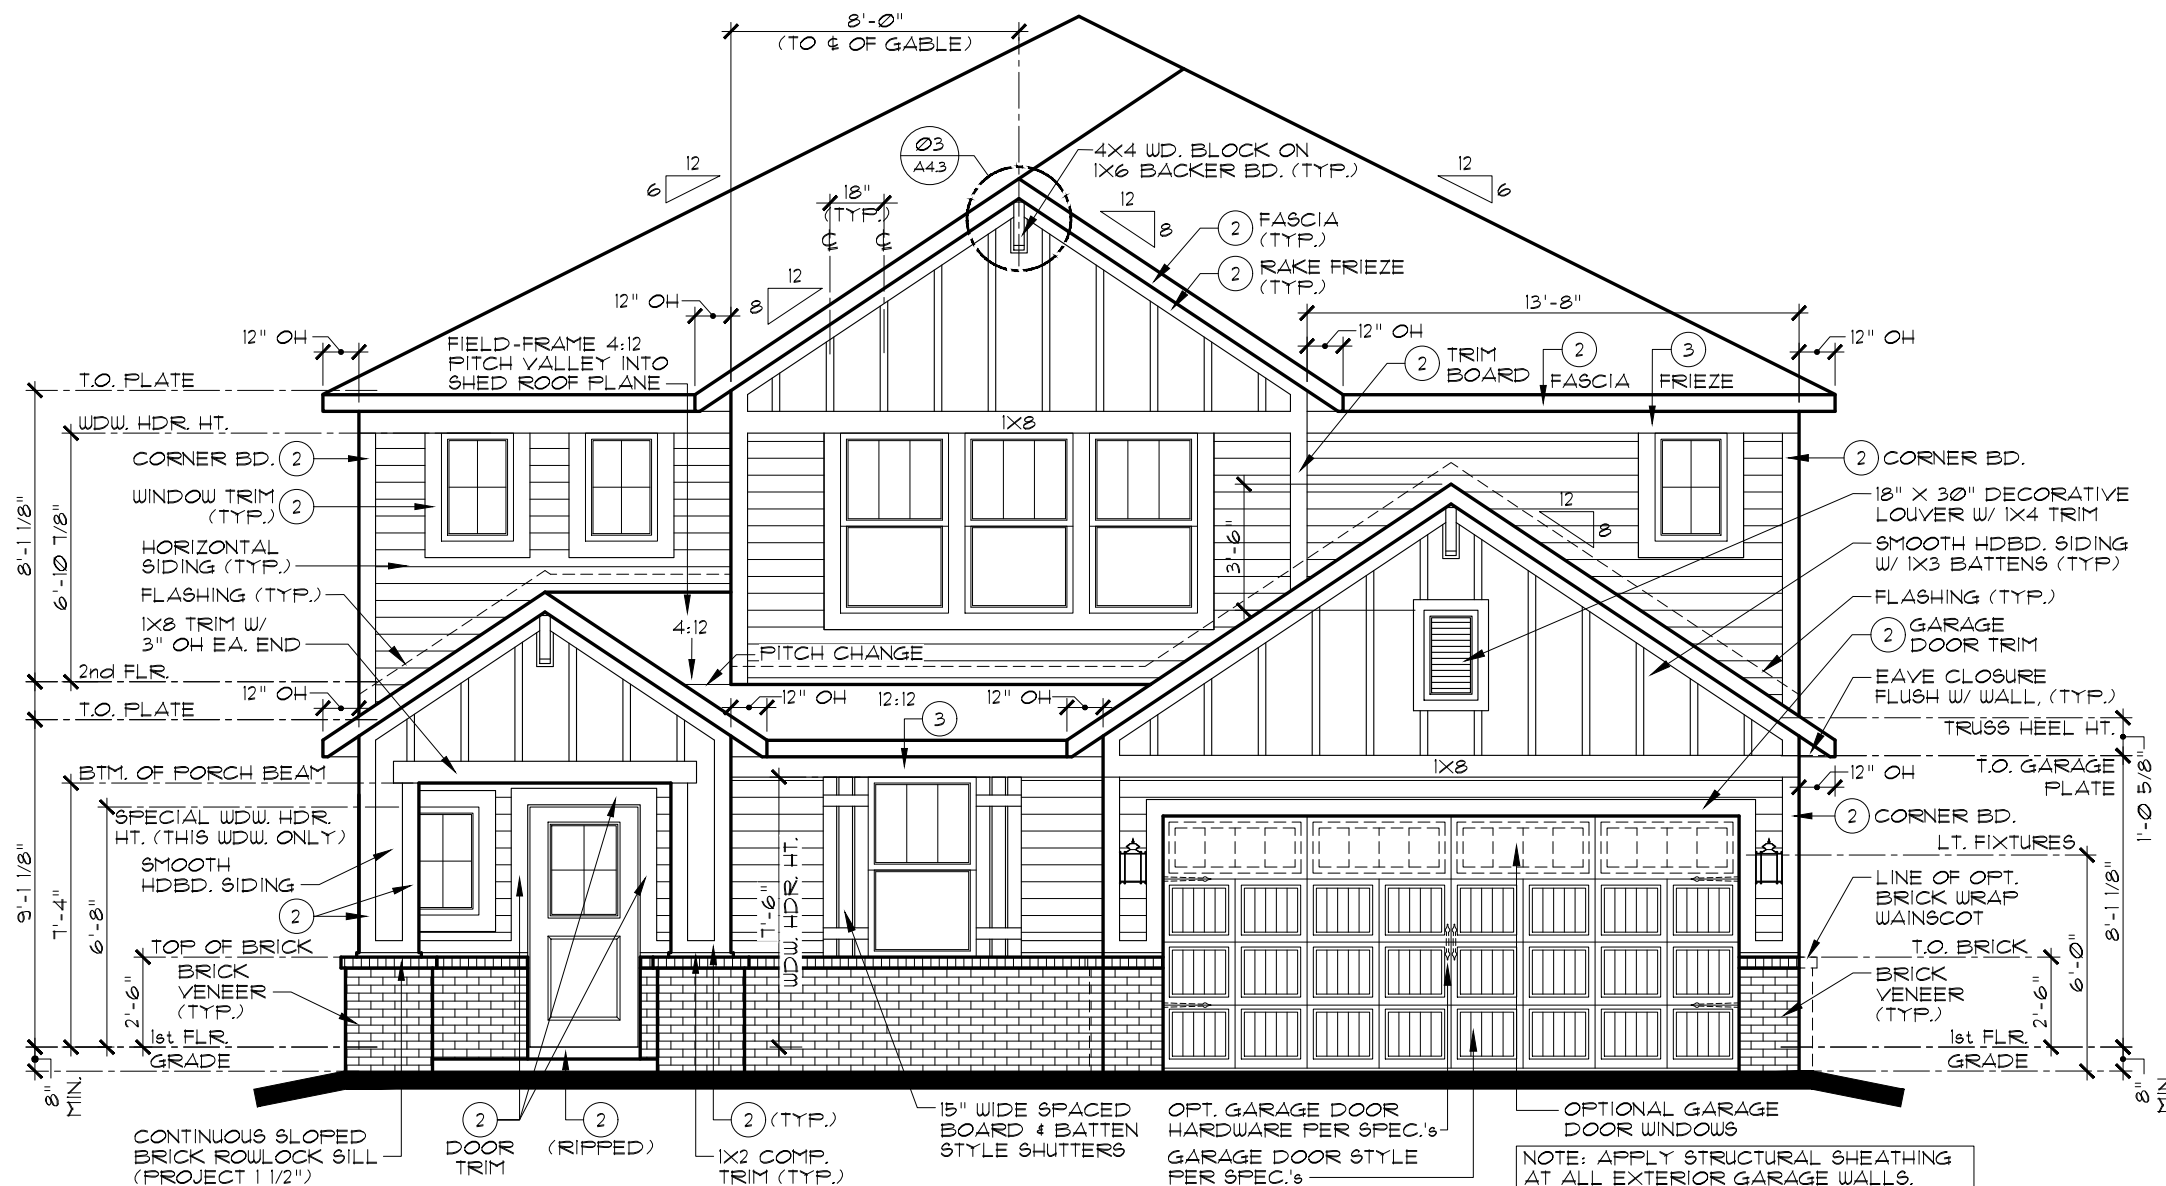 8'-Ø"
(TO ℄ OF GABLE)
Ø3
A4.3
4X4 WD. BLOCK ON
1X6 BACKER BD. (TYP.)
12
6
12
6
18"
(TYP.)
℄
℄
12
8
2
FASCIA
(TYP.)
2
RAKE FRIEZE
(TYP.)
12
8
12" OH
13'-8"
12" OH
FIELD-FRAME 4:12
PITCH VALLEY INTO
SHED ROOF PLANE
12" OH
2
TRIM
BOARD
2
FASCIA
3
FRIEZE
12" OH
T.O. PLATE
WDW. HDR. HT.
1X8
CORNER BD.
2
2
CORNER BD.
WINDOW TRIM
(TYP.)
2
18" X 3Ø" DECORATIVE
LOUVER W/ 1X4 TRIM
12
8
8'-1 1/8"
6'-1Ø 7/8"
3'-6"
HORIZONTAL
SIDING (TYP.)
SMOOTH HDBD. SIDING
W/ 1X3 BATTENS (TYP)
FLASHING (TYP.)
FLASHING (TYP.)
1X8 TRIM W/
3" OH EA. END
4:12
2
GARAGE
DOOR TRIM
PITCH CHANGE
2nd FLR.
EAVE CLOSURE
FLUSH W/ WALL, (TYP.)
12" OH
12" OH
12:12
12" OH
T.O. PLATE
3
TRUSS HEEL HT.
BTM. OF PORCH BEAM
1X8
T.O. GARAGE
PLATE
12" OH
1'-Ø 5/8"
SPECIAL WDW. HDR.
HT. (THIS WDW. ONLY)
2
CORNER BD.
LT. FIXTURES
SMOOTH
HDBD. SIDING
2
9'-1 1/8"
7'-4"
6'-8"
7'-6"
WDW. HDR. HT.
LINE OF OPT.
BRICK WRAP
WAINSCOT
8'-1 1/8"
6'-Ø"
TOP OF BRICK
T.O. BRICK
BRICK
VENEER
(TYP.)
2'-6"
BRICK
VENEER
(TYP.)
2'-6"
1st FLR.
GRADE
1st FLR.
GRADE
8"
MIN.
8"
MIN.
CONTINUOUS SLOPED
BRICK ROWLOCK SILL
(PROJECT 1 1/2")
2
DOOR
TRIM
2
(RIPPED)
2
(TYP.)
1X2 COMP.
TRIM (TYP.)
15" WIDE SPACED
BOARD & BATTEN
STYLE SHUTTERS
OPT. GARAGE DOOR
HARDWARE PER SPEC.'s
GARAGE DOOR STYLE
PER SPEC.'s
OPTIONAL GARAGE
DOOR WINDOWS
NOTE: APPLY STRUCTURAL SHEATHING
AT ALL EXTERIOR GARAGE WALLS.